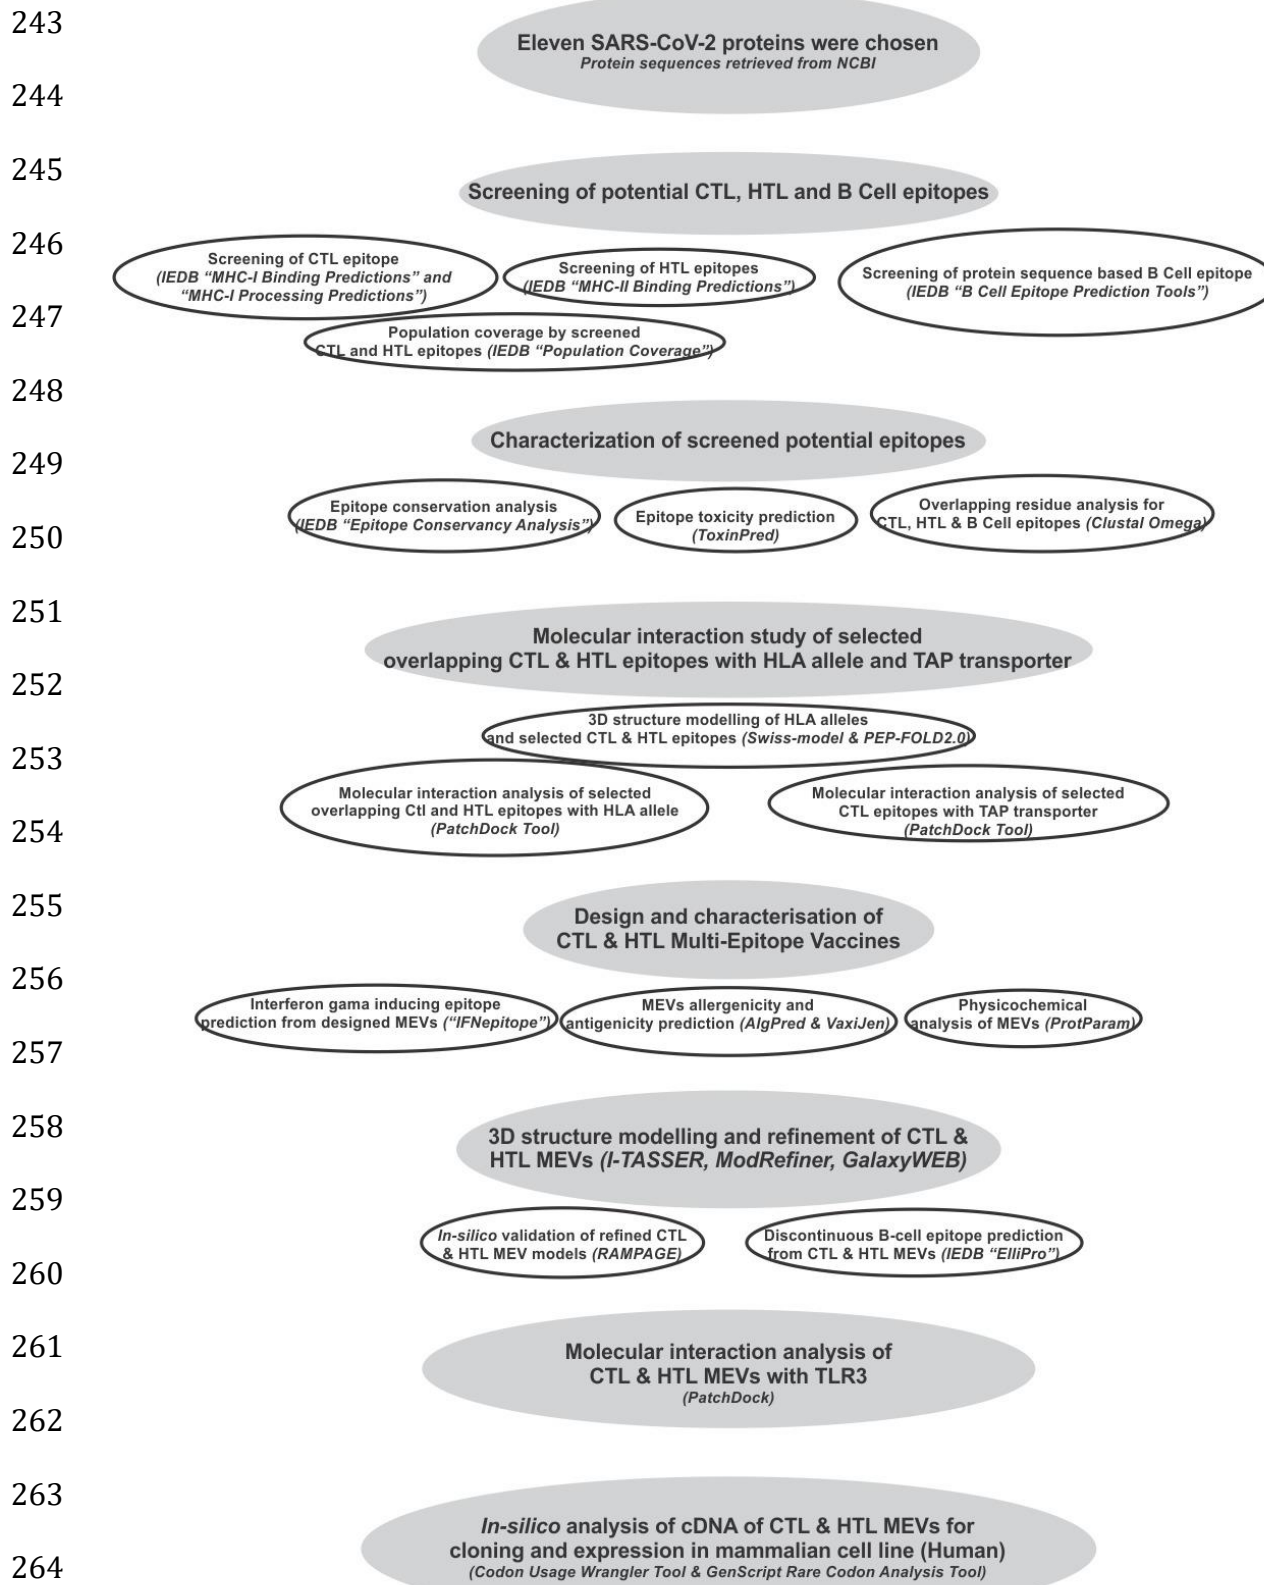 243
Eleven SARS-CoV-2 proteins were chosen
Protein sequences retrieved from NCBI
244
245
Screening of potential CTL, HTL and B Cell epitopes
246
Screening of CTL epitope
(IEDB “MHC-I Binding Predictions” and
“MHC-I Processing Predictions”)
Screening of HTL epitopes
(IEDB “MHC-II Binding Predictions”)
Screening of protein sequence based B Cell epitope
(IEDB “B Cell Epitope Prediction Tools”)
247
Population coverage by screened
CTL and HTL epitopes (IEDB “Population Coverage”)
248
Characterization of screened potential epitopes
249
Epitope conservation analysis
(IEDB “Epitope Conservancy Analysis”)
Epitope toxicity prediction
(ToxinPred)
Overlapping residue analysis for
CTL, HTL & B Cell epitopes (Clustal Omega)
250
251
Molecular interaction study of selected
overlapping CTL & HTL epitopes with HLA allele and TAP transporter
252
3D structure modelling of HLA alleles
and selected CTL & HTL epitopes (Swiss-model & PEP-FOLD2.0)
253
Molecular interaction analysis of selected
overlapping Ctl and HTL epitopes with HLA allele
(PatchDock Tool)
Molecular interaction analysis of selected
CTL epitopes with TAP transporter
(PatchDock Tool)
254
255
Design and characterisation of
CTL & HTL Multi-Epitope Vaccines
256
Interferon gama inducing epitope
prediction from designed MEVs (“IFNepitope”)
MEVs allergenicity and
antigenicity prediction (AlgPred & VaxiJen)
Physicochemical
analysis of MEVs (ProtParam)
257
258
3D structure modelling and refinement of CTL &
HTL MEVs (I-TASSER, ModRefiner, GalaxyWEB)
259
In-silico validation of refined CTL
& HTL MEV models (RAMPAGE)
Discontinuous B-cell epitope prediction
from CTL & HTL MEVs (IEDB “ElliPro”)
260
261
Molecular interaction analysis of
CTL & HTL MEVs with TLR3
(PatchDock)
262
263
In-silico analysis of cDNA of CTL & HTL MEVs for
cloning and expression in mammalian cell line (Human)
(Codon Usage Wrangler Tool & GenScript Rare Codon Analysis Tool)
264